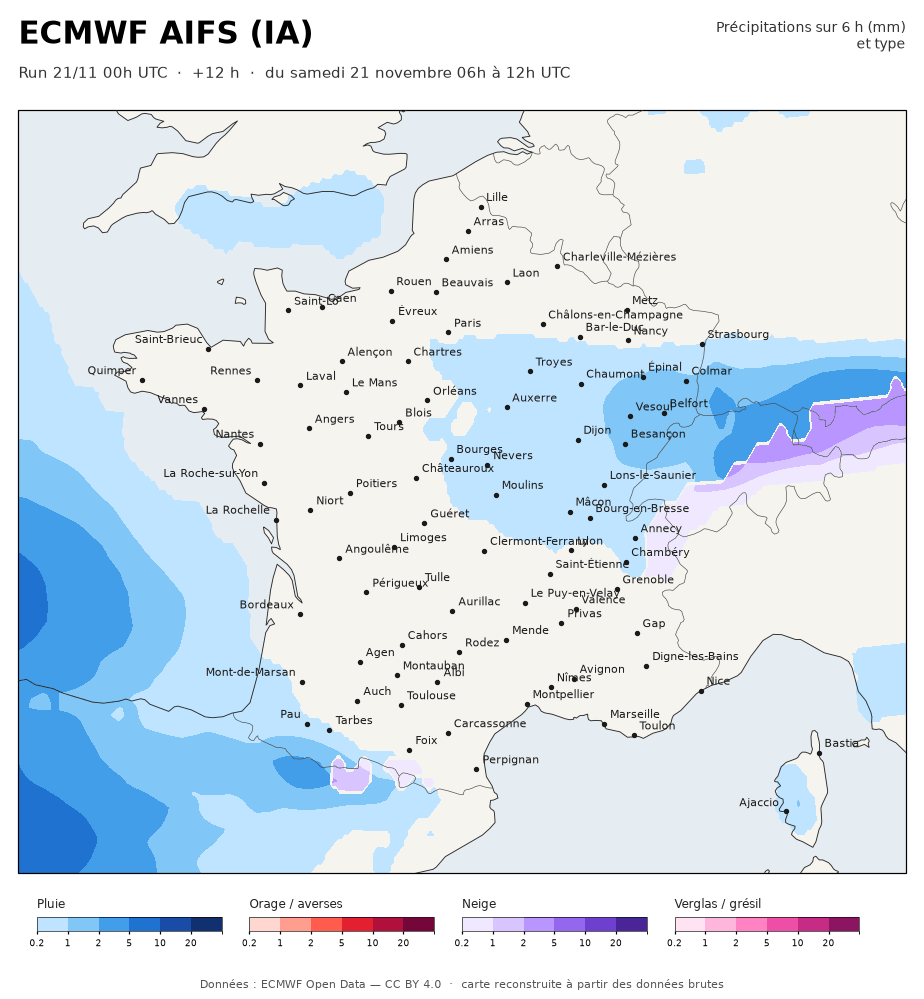 ECMWF AIFS (IA)
Précipitations sur 6 h (mm)
et type
Run 21/11 00h UTC · +12 h · du samedi 21 novembre 06h à 12h UTC
Lille
Arras
Amiens
Charleville-Mézières
Laon
Rouen
Beauvais
Saint-Lô
Caen
Metz
Évreux
Châlons-en-Champagne
Paris
Bar-le-Duc
Nancy
Strasbourg
Saint-Brieuc
Alençon
Chartres
Troyes
Épinal
Quimper
Rennes
Laval
Le Mans
Chaumont
Colmar
Orléans
Vannes
Auxerre
Vesoul
Belfort
Angers
Blois
Tours
Nantes
Dijon
Besançon
Bourges
Nevers
La Roche-sur-Yon
Châteauroux
Lons-le-Saunier
Poitiers
Moulins
Niort
Mâcon
La Rochelle
Bourg-en-Bresse
Guéret
Annecy
Limoges
Angoulême
Clermont-Ferrand
Lyon
Chambéry
Saint-Étienne
Périgueux
Tulle
Grenoble
Le Puy-en-Velay
Valence
Bordeaux
Aurillac
Privas
Gap
Cahors
Mende
Rodez
Agen
Digne-les-Bains
Mont-de-Marsan
Montauban
Albi
Avignon
Nîmes
Nice
Auch
Toulouse
Montpellier
Pau
Tarbes
Carcassonne
Marseille
Toulon
Foix
Bastia
Perpignan
Ajaccio
Pluie
Orage / averses
Neige
Verglas / grésil
0.2 1 2 5 10 20
0.2 1 2 5 10 20
0.2 1 2 5 10 20
0.2 1 2 5 10 20
Données : ECMWF Open Data — CC BY 4.0 · carte reconstruite à partir des données brutes